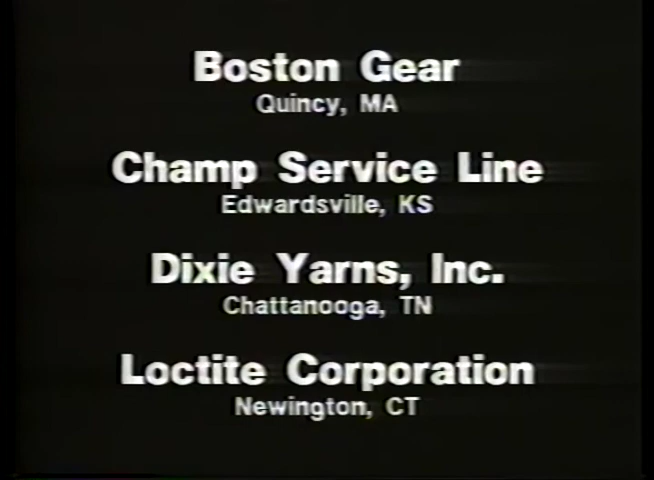 Boston Gear
Quincy, MA
Champ Service Line
Edwardsville, KS
Dixie Yarns, Inc.
Chattanooga, TN
Loctite Corporation
Newington, CT